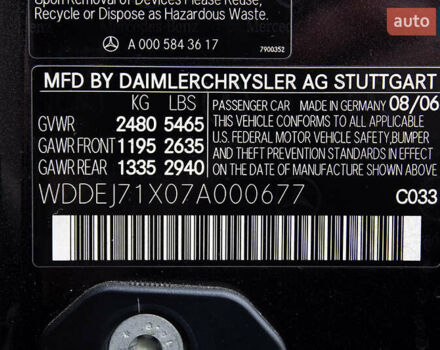 Upon Removal of Devices Please Reuse,
Recycle or Dispose as Hazardous Waste.
auto
A 000 584 36 17
7900352
MFD BY DAIMLERCHRYSLER AG STUTTGART
KG LBS
GVWR 2480 5465
GAWR FRONT 1195 2635
GAWR REAR 1335 2940
PASSENGER CAR MADE IN GERMANY 08/06
THIS VEHICLE CONFORMS TO ALL APPLICABLE
U.S. FEDERAL MOTOR VEHICLE SAFETY, BUMPER
AND THEFT PREVENTION STANDARDS IN EFFECT
ON THE DATE OF MANUFACTURE SHOWN ABOVE
WDDEJ71X07A000677
C033